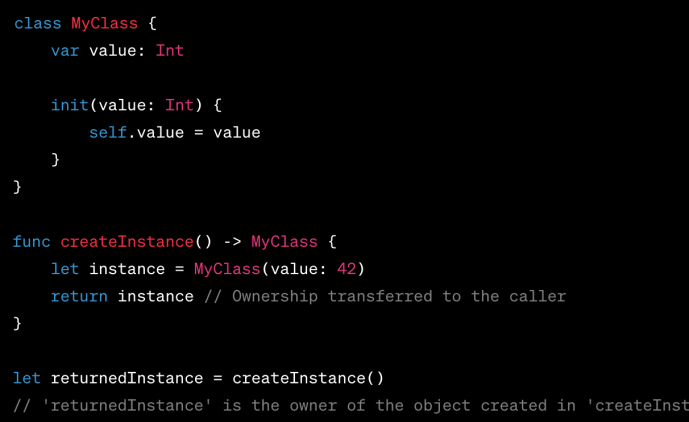 class MyClass {
var value: Int
init(value: Int) {
self.value = value
}
}
func createInstance() -> MyClass {
let instance = MyClass(value: 42)
return instance // Ownership transferred to the caller
}
let returnedInstance = createInstance()
// 'returnedInstance' is the owner of the object created in 'createInst